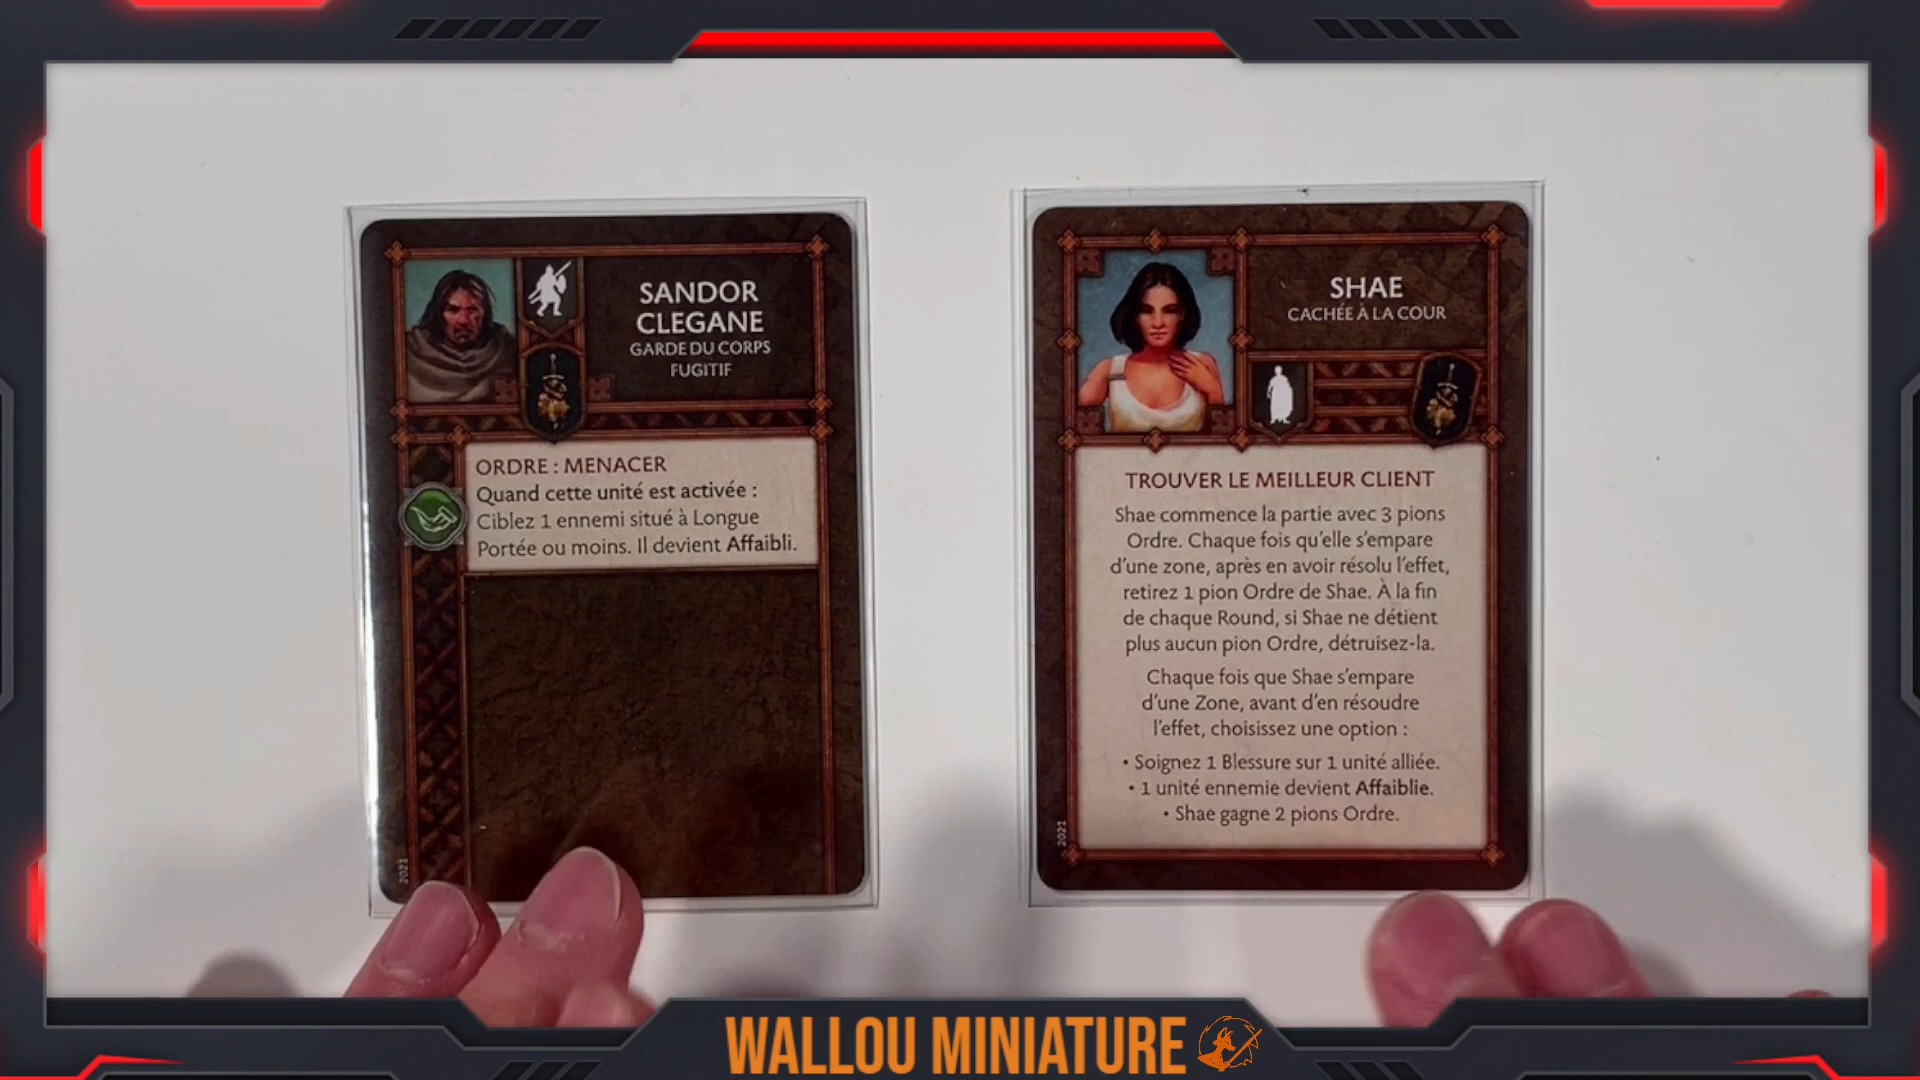 SANDOR
CLEGANE
GARDE DU CORPS
FUGITIF
ORDRE : MENACER
Quand cette unité est activée :
Ciblez 1 ennemi situé à Longue
Portée ou moins. Il devient Affaibli.
2021
SHAE
CACHÉE À LA COUR
TROUVER LE MEILLEUR CLIENT
Shae commence la partie avec 3 pions
Ordre. Chaque fois qu'elle s'empare
d'une zone, après en avoir résolu l'effet,
retirez 1 pion Ordre de Shae. À la fin
de chaque Round, si Shae ne détient
plus aucun pion Ordre, détruisez-la.
Chaque fois que Shae s'empare
d'une Zone, avant d'en résoudre
l'effet, choisissez une option :
• Soignez 1 Blessure sur 1 unité alliée.
• 1 unité ennemie devient Affaiblie.
• Shae gagne 2 pions Ordre.
2021
WALLOU MINIATURE